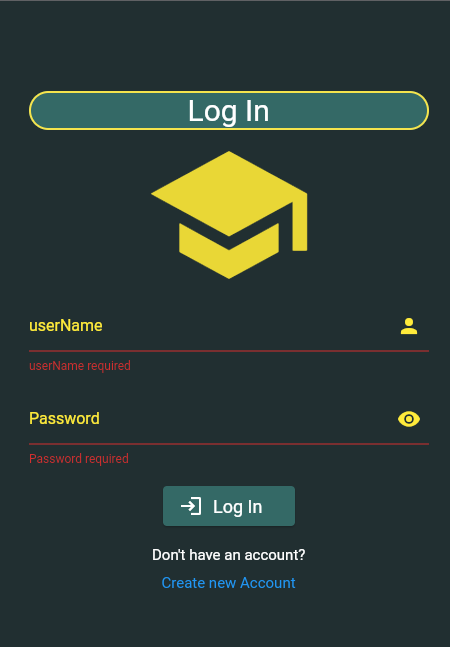 Log In
userName
userName required
Password
Password required
Log In
Don't have an account?
Create new Account